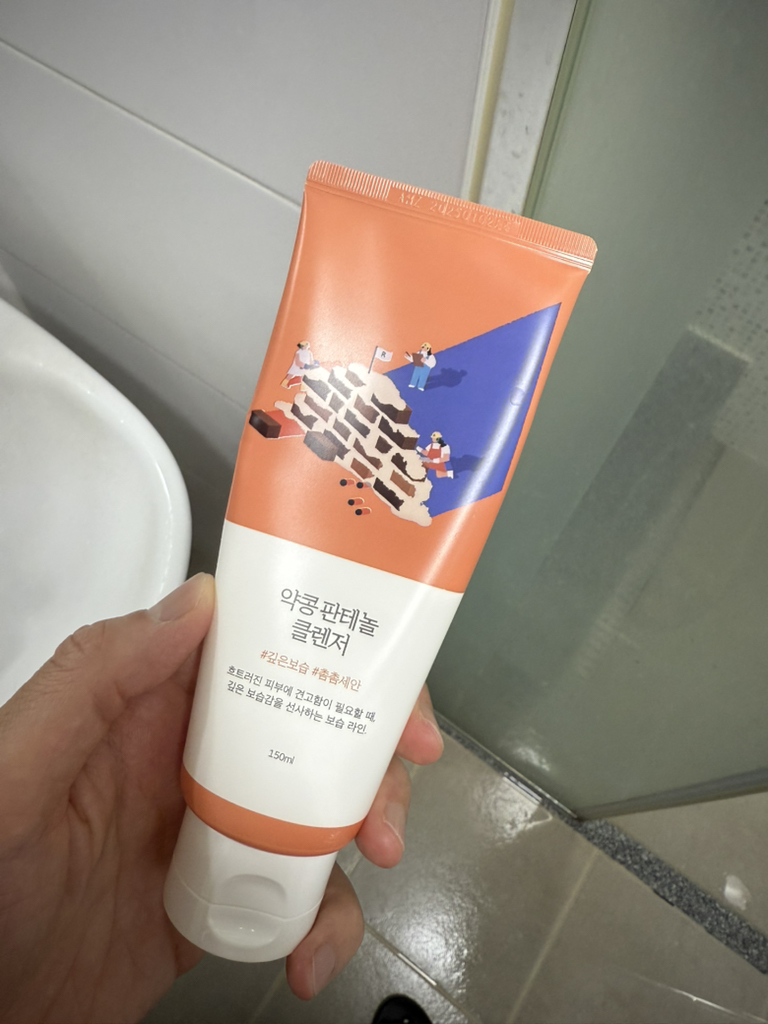 R
약콩판테놀
클렌저
#깊은보습 #촘촘세안
흐트러진 피부에 견고함이 필요할 때,
깊은 보습감을 선사하는 보습 라인.
150ml